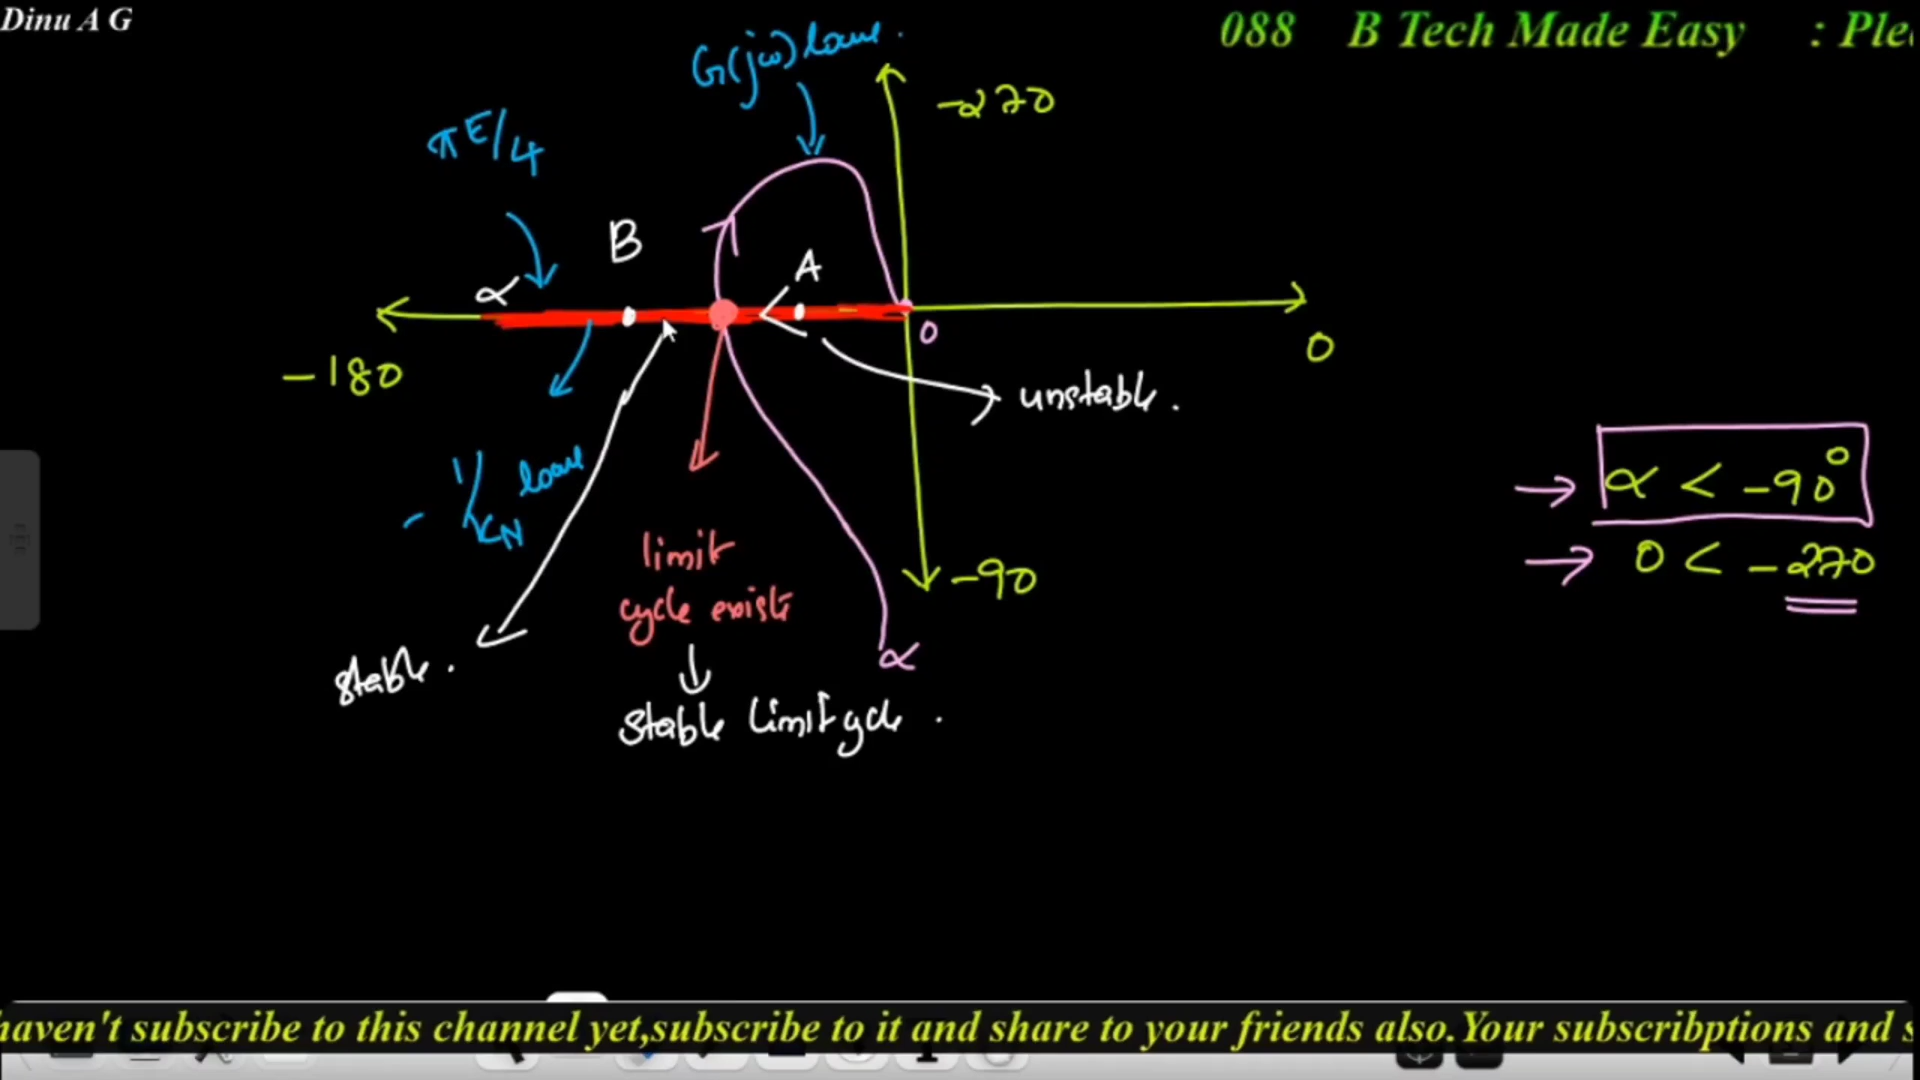 Dinu A G
088 B Tech Made Easy : Ple
G(jω) locus.
-270
πE/4
B
A
α
0
-180
0
unstable.
- 1/KN locus
α < -90°
0 < -270
limit
cycle exists
-90
α
stable.
stable limit cycle.
haven't subscribe to this channel yet,subscribe to it and share to your friends also.Your subscribptions and s